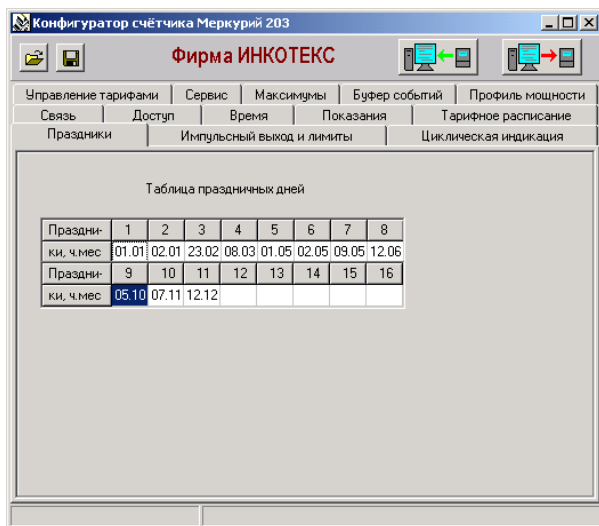 Конфигуратор счётчика Меркурий 203
Фирма ИНКОТЕКС
Управление тарифами Сервис Максимумы Буфер событий Профиль мощности
Связь Доступ Время Показания Тарифное расписание
Праздники Импульсный выход и лимиты Циклическая индикация
Таблица праздничных дней
Праздни- 1 2 3 4 5 6 7 8
ки, ч.мес 01.01 02.01 23.02 08.03 01.05 02.05 09.05 12.06
Праздни- 9 10 11 12 13 14 15 16
ки, ч.мес 05.10 07.11 12.12